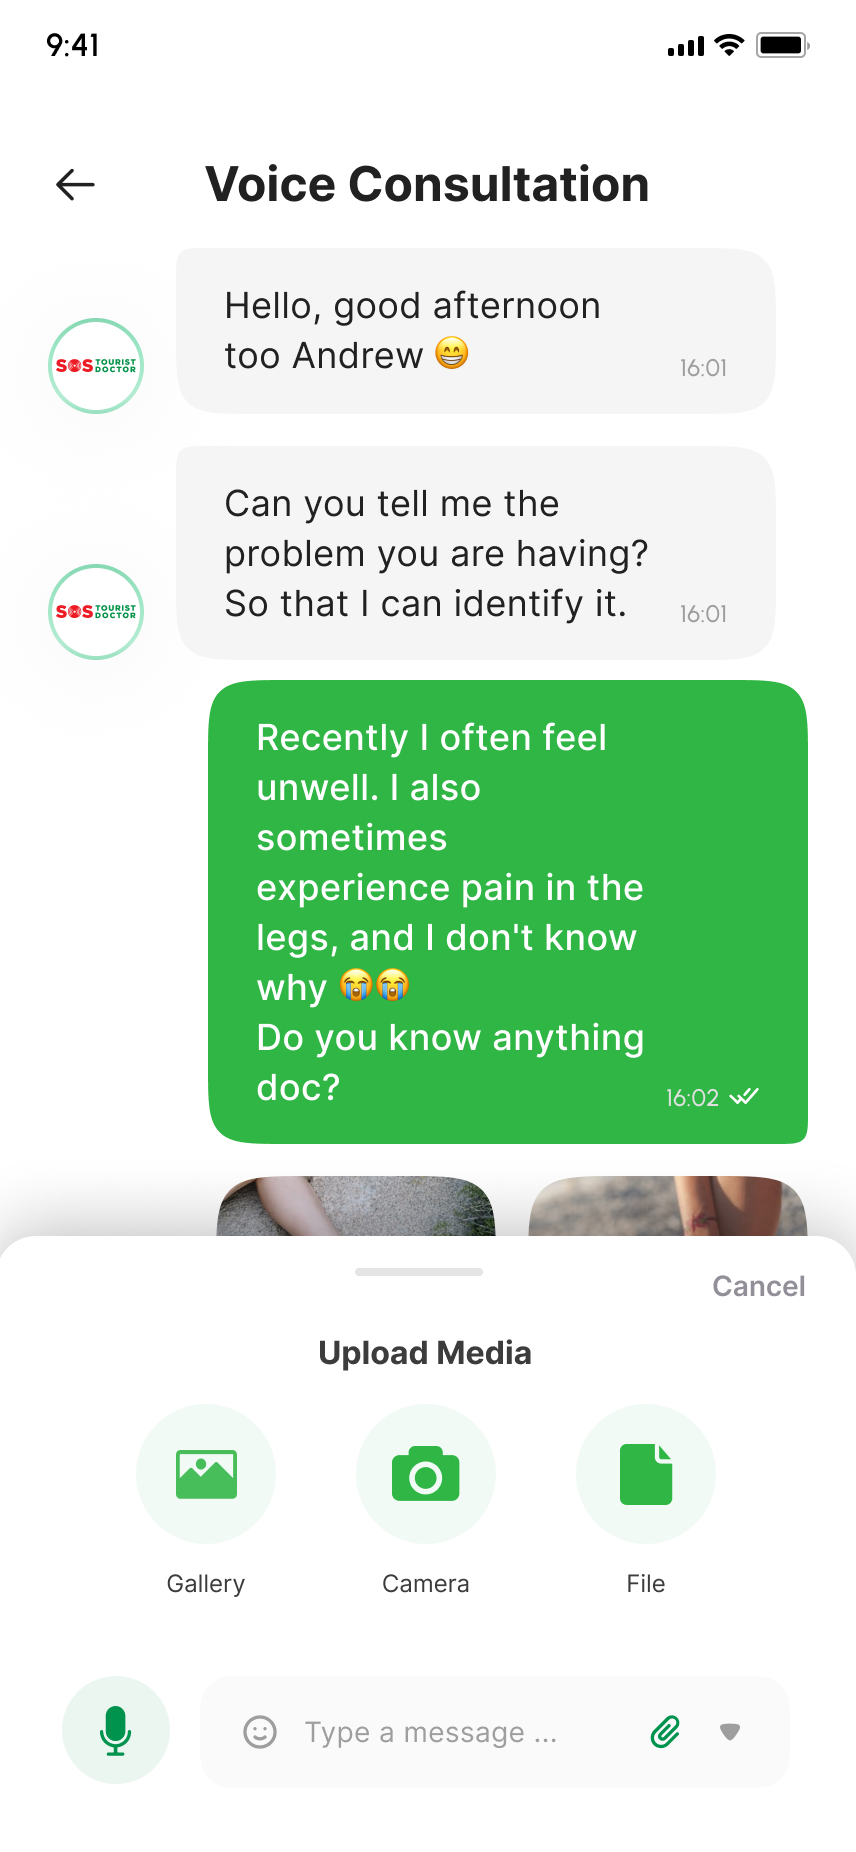 9:41
Voice Consultation
Hello, good afternoon
too Andrew 😁
16:01
SOS TOURIST
DOCTOR
Can you tell me the
problem you are having?
So that I can identify it.
16:01
SOS TOURIST
DOCTOR
Recently I often feel
unwell. I also
sometimes
experience pain in the
legs, and I don't know
why 😭😭
Do you know anything
doc?
16:02
Cancel
Upload Media
Gallery
Camera
File
Type a message ...